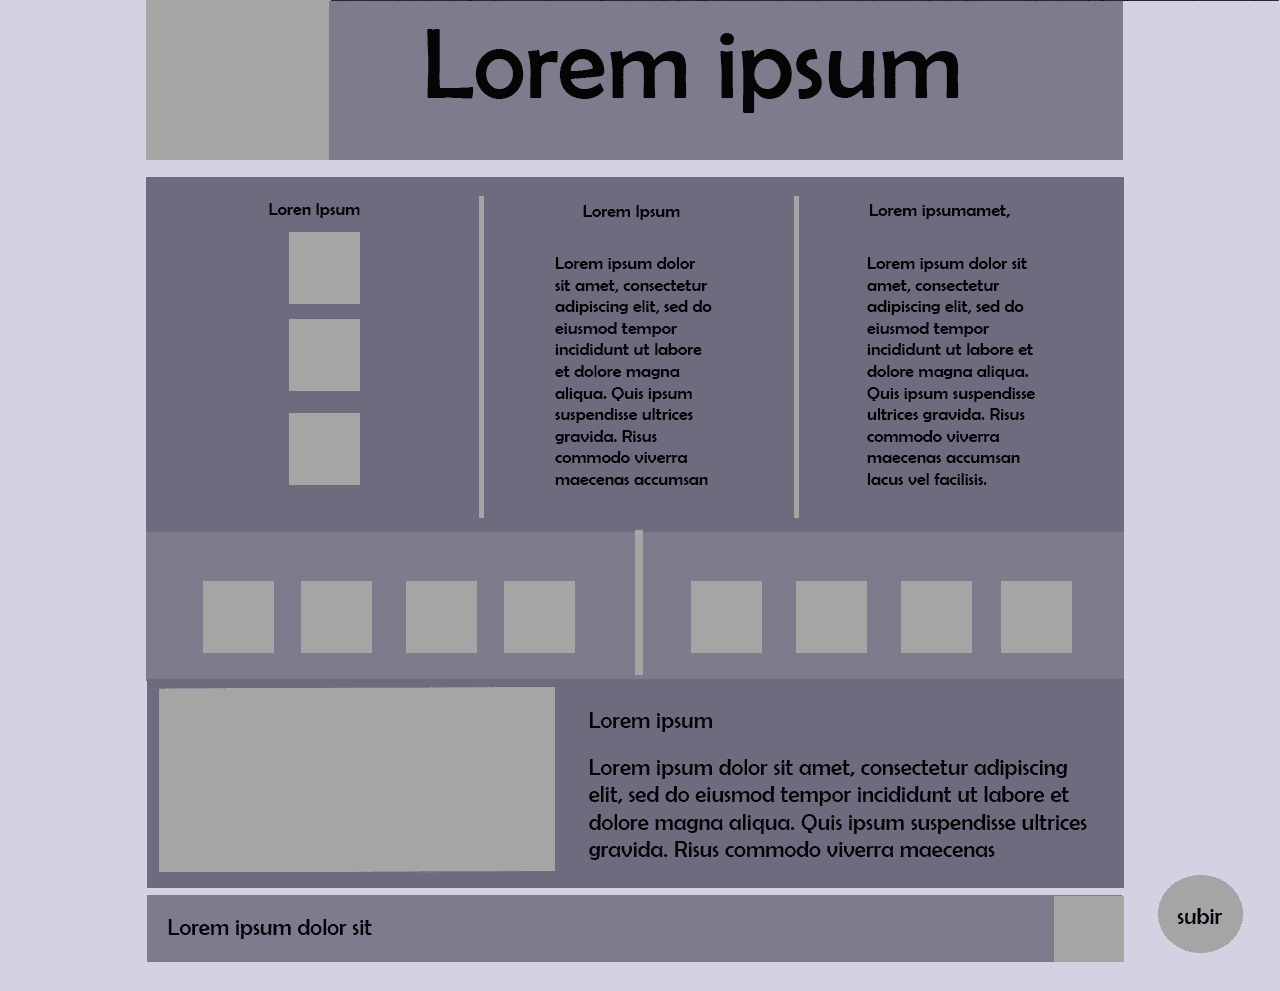 Lorem ipsum
Loren Ipsum
Lorem Ipsum
Lorem ipsum dolor
sit amet, consectetur
adipiscing elit, sed do
eiusmod tempor
incididunt ut labore
et dolore magna
aliqua. Quis ipsum
suspendisse ultrices
gravida. Risus
commodo viverra
maecenas accumsan
Lorem ipsumamet,
Lorem ipsum dolor sit
amet, consectetur
adipiscing elit, sed do
eiusmod tempor
incididunt ut labore et
dolore magna aliqua.
Quis ipsum suspendisse
ultrices gravida. Risus
commodo viverra
maecenas accumsan
lacus vel facilisis.
Lorem ipsum
Lorem ipsum dolor sit amet, consectetur adipiscing
elit, sed do eiusmod tempor incididunt ut labore et
dolore magna aliqua. Quis ipsum suspendisse ultrices
gravida. Risus commodo viverra maecenas
Lorem ipsum dolor sit
subir